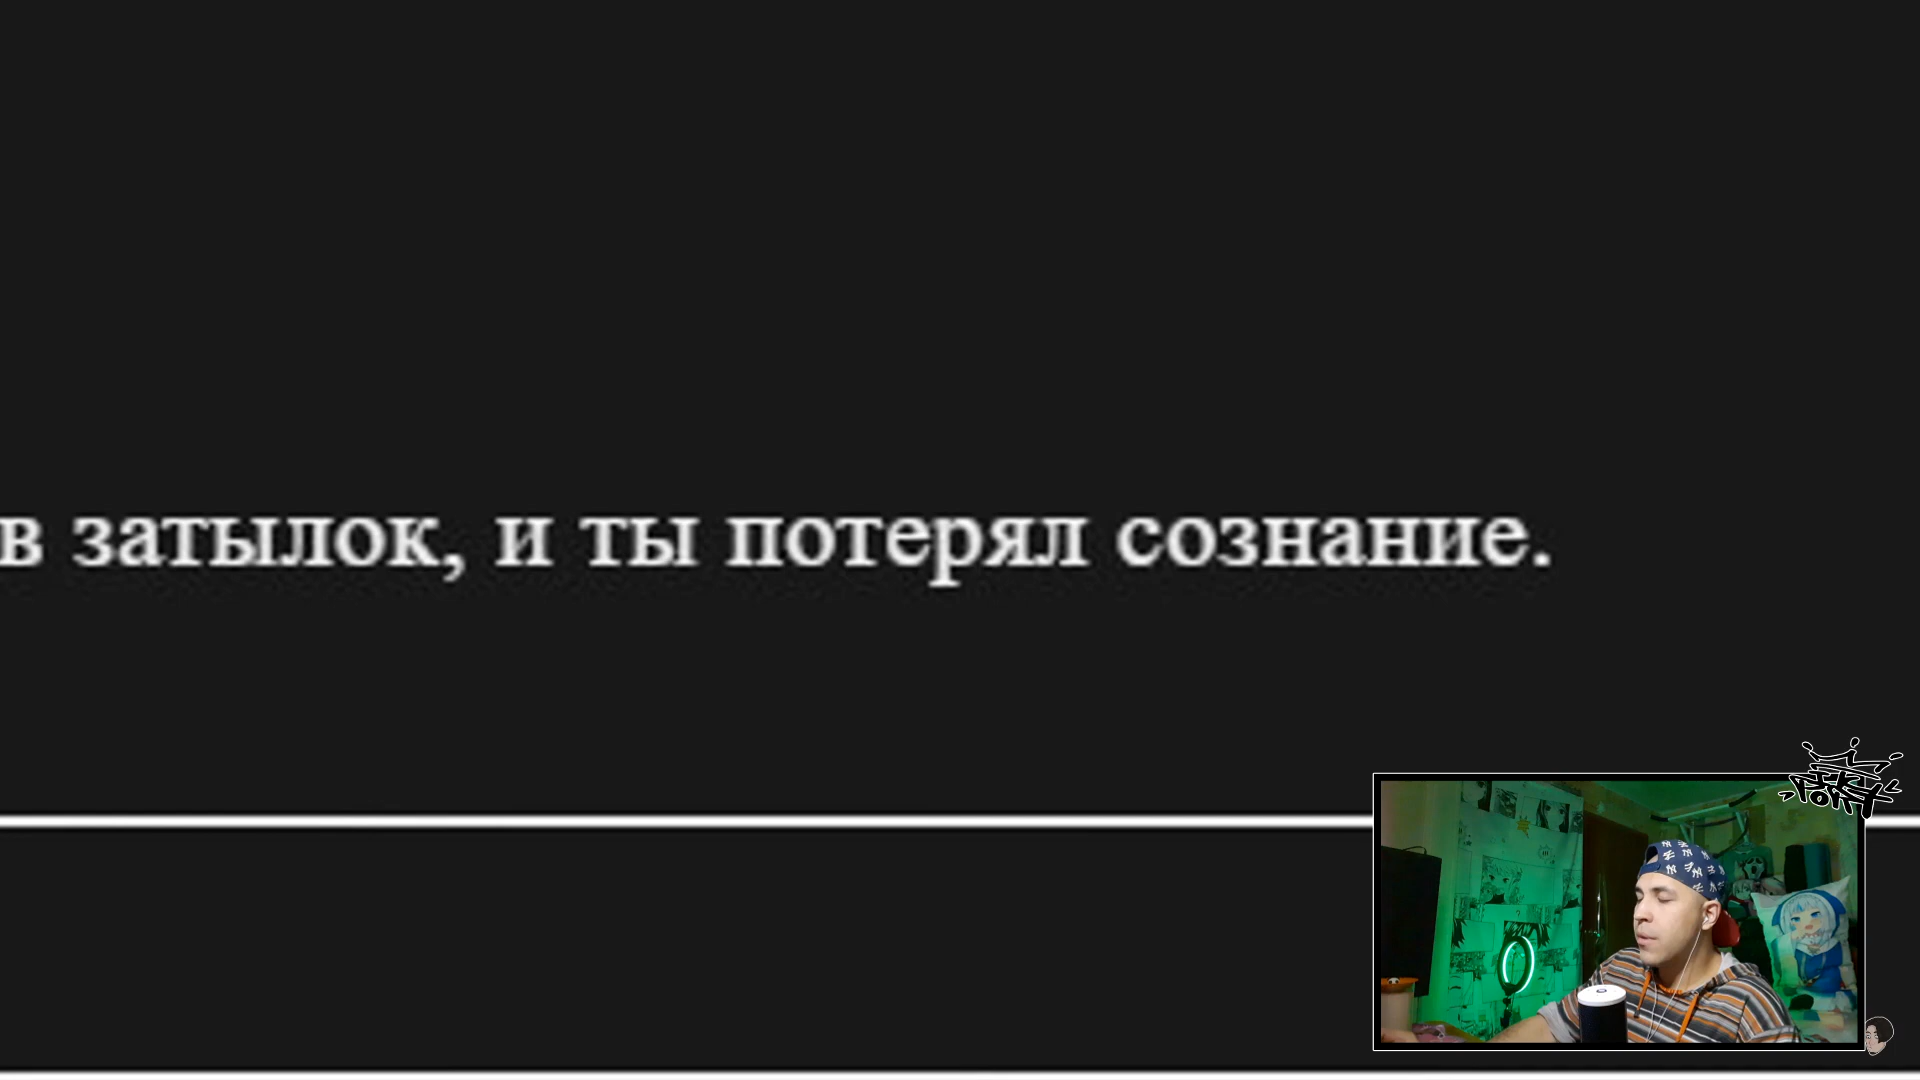 в затылок, и ты потерял сознание.